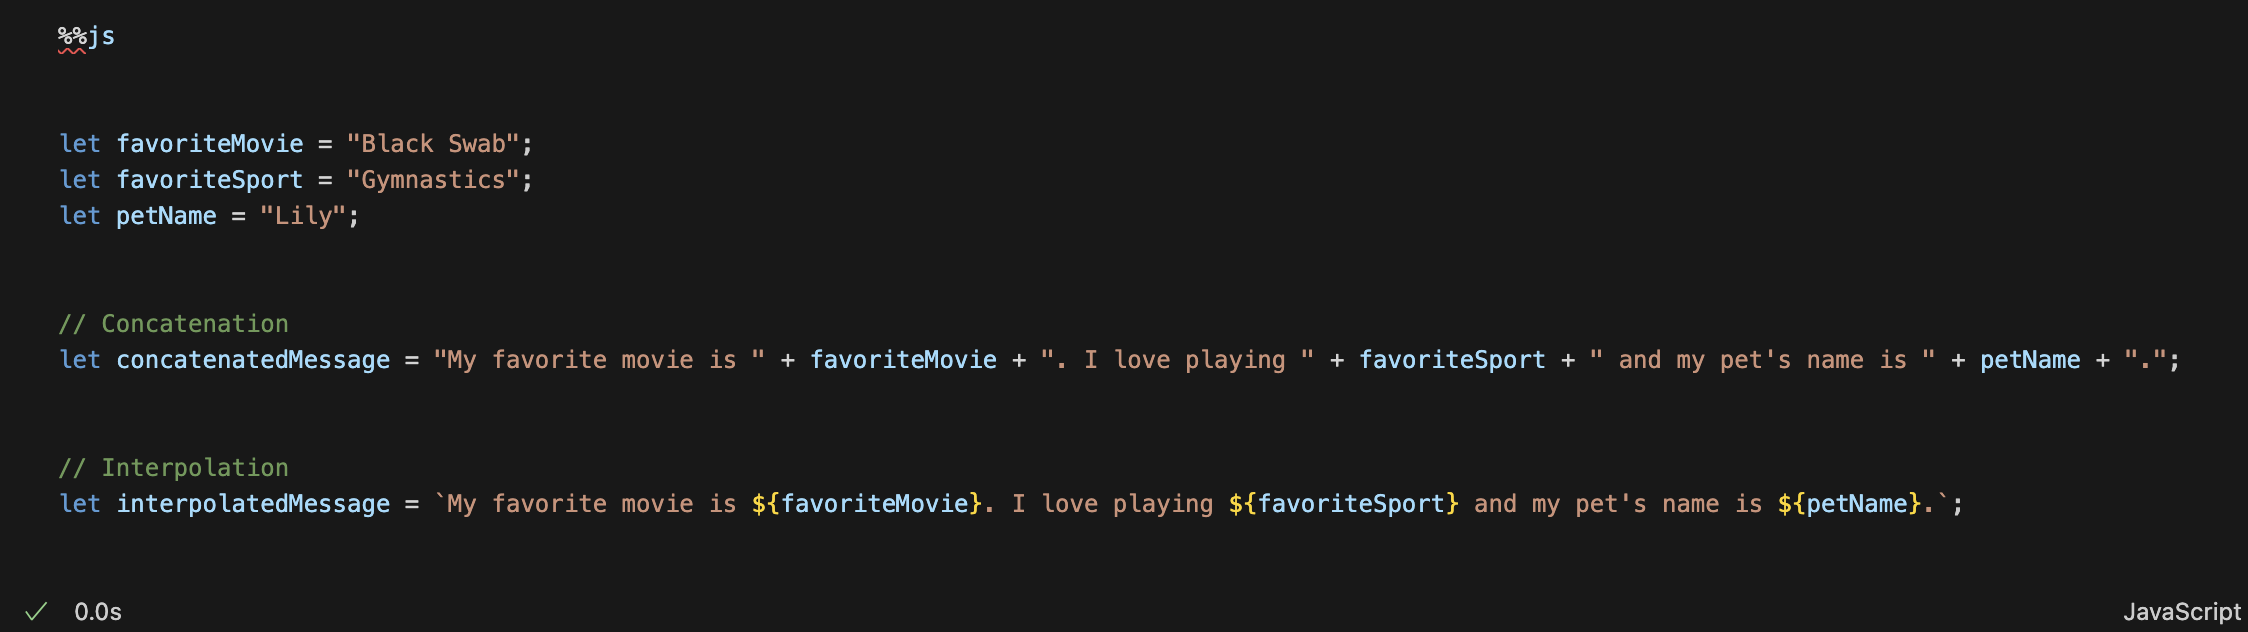 %%js
let favoriteMovie = "Black Swab";
let favoriteSport = "Gymnastics";
let petName = "Lily";
// Concatenation
let concatenatedMessage = "My favorite movie is " + favoriteMovie + ". I love playing " + favoriteSport + " and my pet's name is " + petName + ".";
// Interpolation
let interpolatedMessage = `My favorite movie is ${favoriteMovie}. I love playing ${favoriteSport} and my pet's name is ${petName}.`;
0.0s
JavaScript